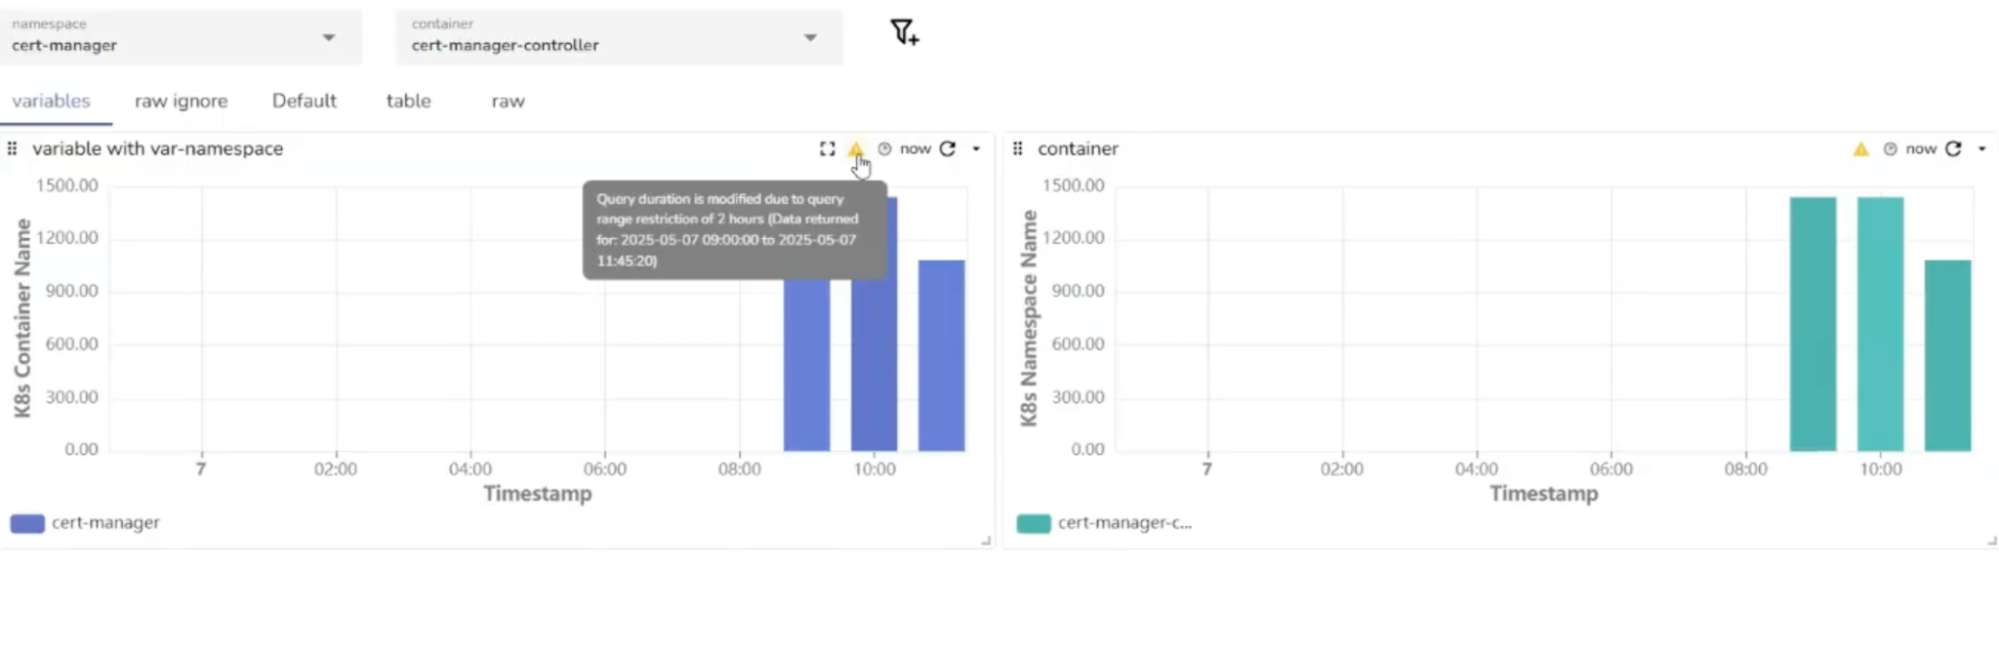 namespace
cert-manager
container
cert-manager-controller
variables raw ignore Default table raw
variable with var-namespace now
container now
Query duration is modified due to query
range restriction of 2 hours (Data returned
for: 2025-05-07 09:00:00 to 2025-05-07
11:45:20)
K8s Container Name
1500.00
1200.00
900.00
600.00
300.00
0.00
7 02:00 04:00 06:00 08:00 10:00
Timestamp
cert-manager
K8s Namespace Name
1500.00
1200.00
900.00
600.00
300.00
0.00
7 02:00 04:00 06:00 08:00 10:00
Timestamp
cert-manager-c...